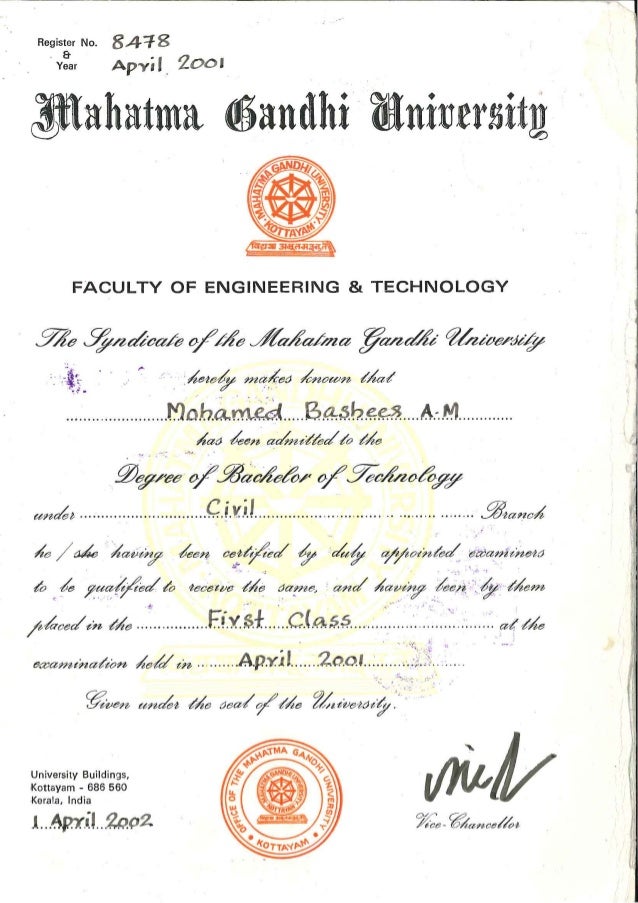 Register No. 8478
&
Year April 2001
Mahatma Gandhi University
MAHATMA GANDHI UNIVERSITY
KOTTAYAM
FACULTY OF ENGINEERING & TECHNOLOGY
The Syndicate of the Mahatma Gandhi University
hereby makes known that
Mohamed Basheer A.M
has been admitted to the
Degree of Bachelor of Technology
under Civil Branch
he / she having been certified by duly appointed examiners
to be qualified to receive the same, and having been by them
placed in the First Class at the
examination held in April 2001
Given under the seal of the University.
OFFICE OF THE MAHATMA GANDHI UNIVERSITY
MAHATMA GANDHI UNIVERSITY
KOTTAYAM
KOTTAYAM
University Buildings,
Kottayam - 686 560
Kerala, India
1 April 2002
Vice-Chancellor